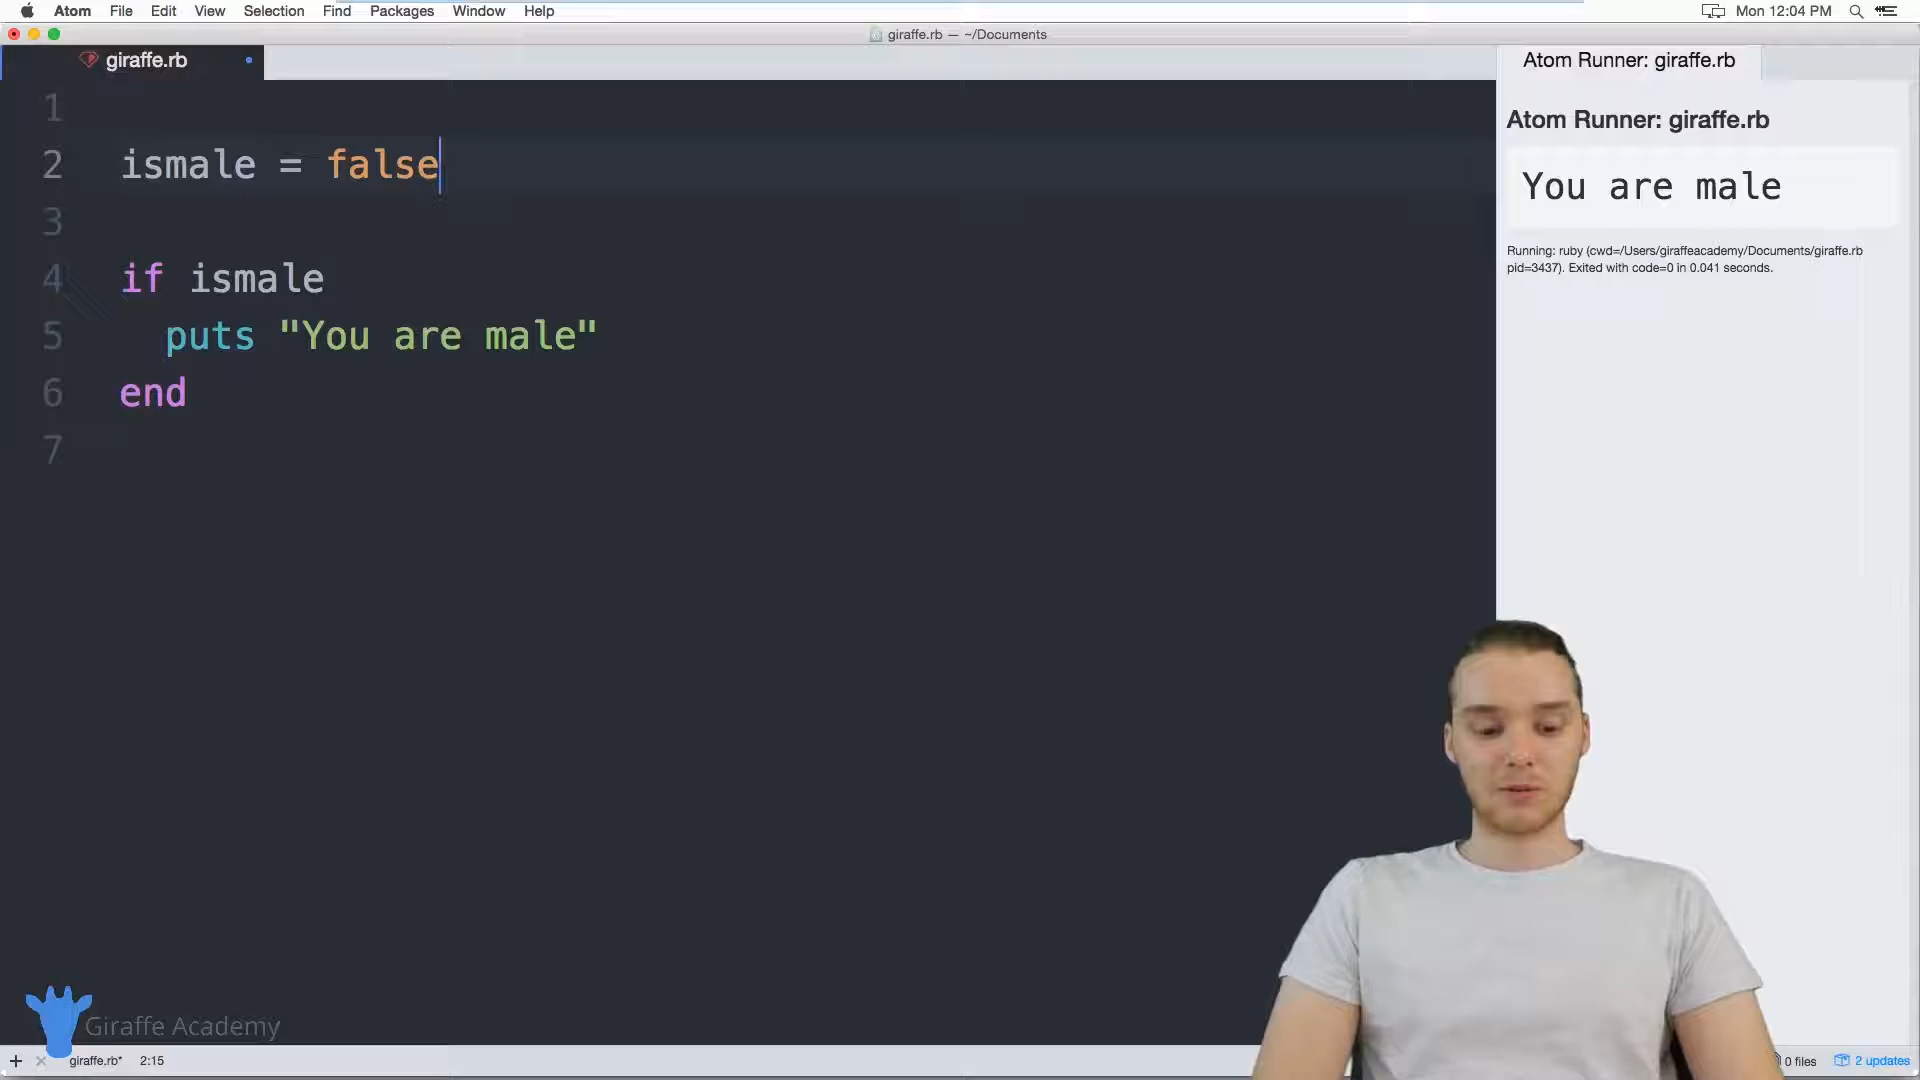 Atom File Edit View Selection Find Packages Window Help Mon 12:04 PM
giraffe.rb — ~/Documents
giraffe.rb
Atom Runner: giraffe.rb
1
2 ismale = false
3
4 if ismale
5 puts "You are male"
6 end
7
Atom Runner: giraffe.rb
You are male
Running: ruby (cwd=/Users/giraffeacademy/Documents/giraffe.rb
pid=3437). Exited with code=0 in 0.041 seconds.
Giraffe Academy
giraffe.rb* 2:15
0 files 2 updates